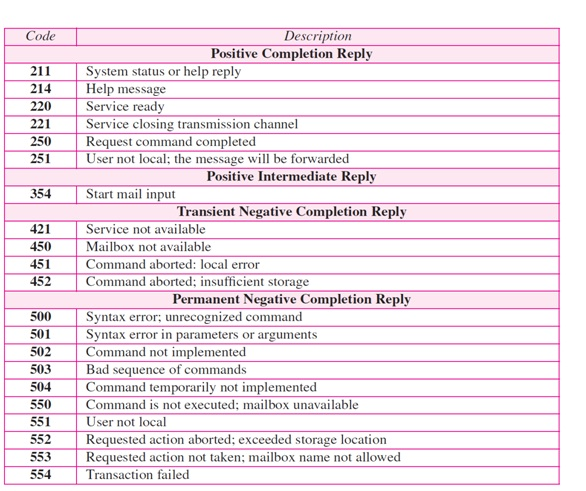 Code Description
Positive Completion Reply
211 System status or help reply
214 Help message
220 Service ready
221 Service closing transmission channel
250 Request command completed
251 User not local; the message will be forwarded
Positive Intermediate Reply
354 Start mail input
Transient Negative Completion Reply
421 Service not available
450 Mailbox not available
451 Command aborted: local error
452 Command aborted; insufficient storage
Permanent Negative Completion Reply
500 Syntax error; unrecognized command
501 Syntax error in parameters or arguments
502 Command not implemented
503 Bad sequence of commands
504 Command temporarily not implemented
550 Command is not executed; mailbox unavailable
551 User not local
552 Requested action aborted; exceeded storage location
553 Requested action not taken; mailbox name not allowed
554 Transaction failed